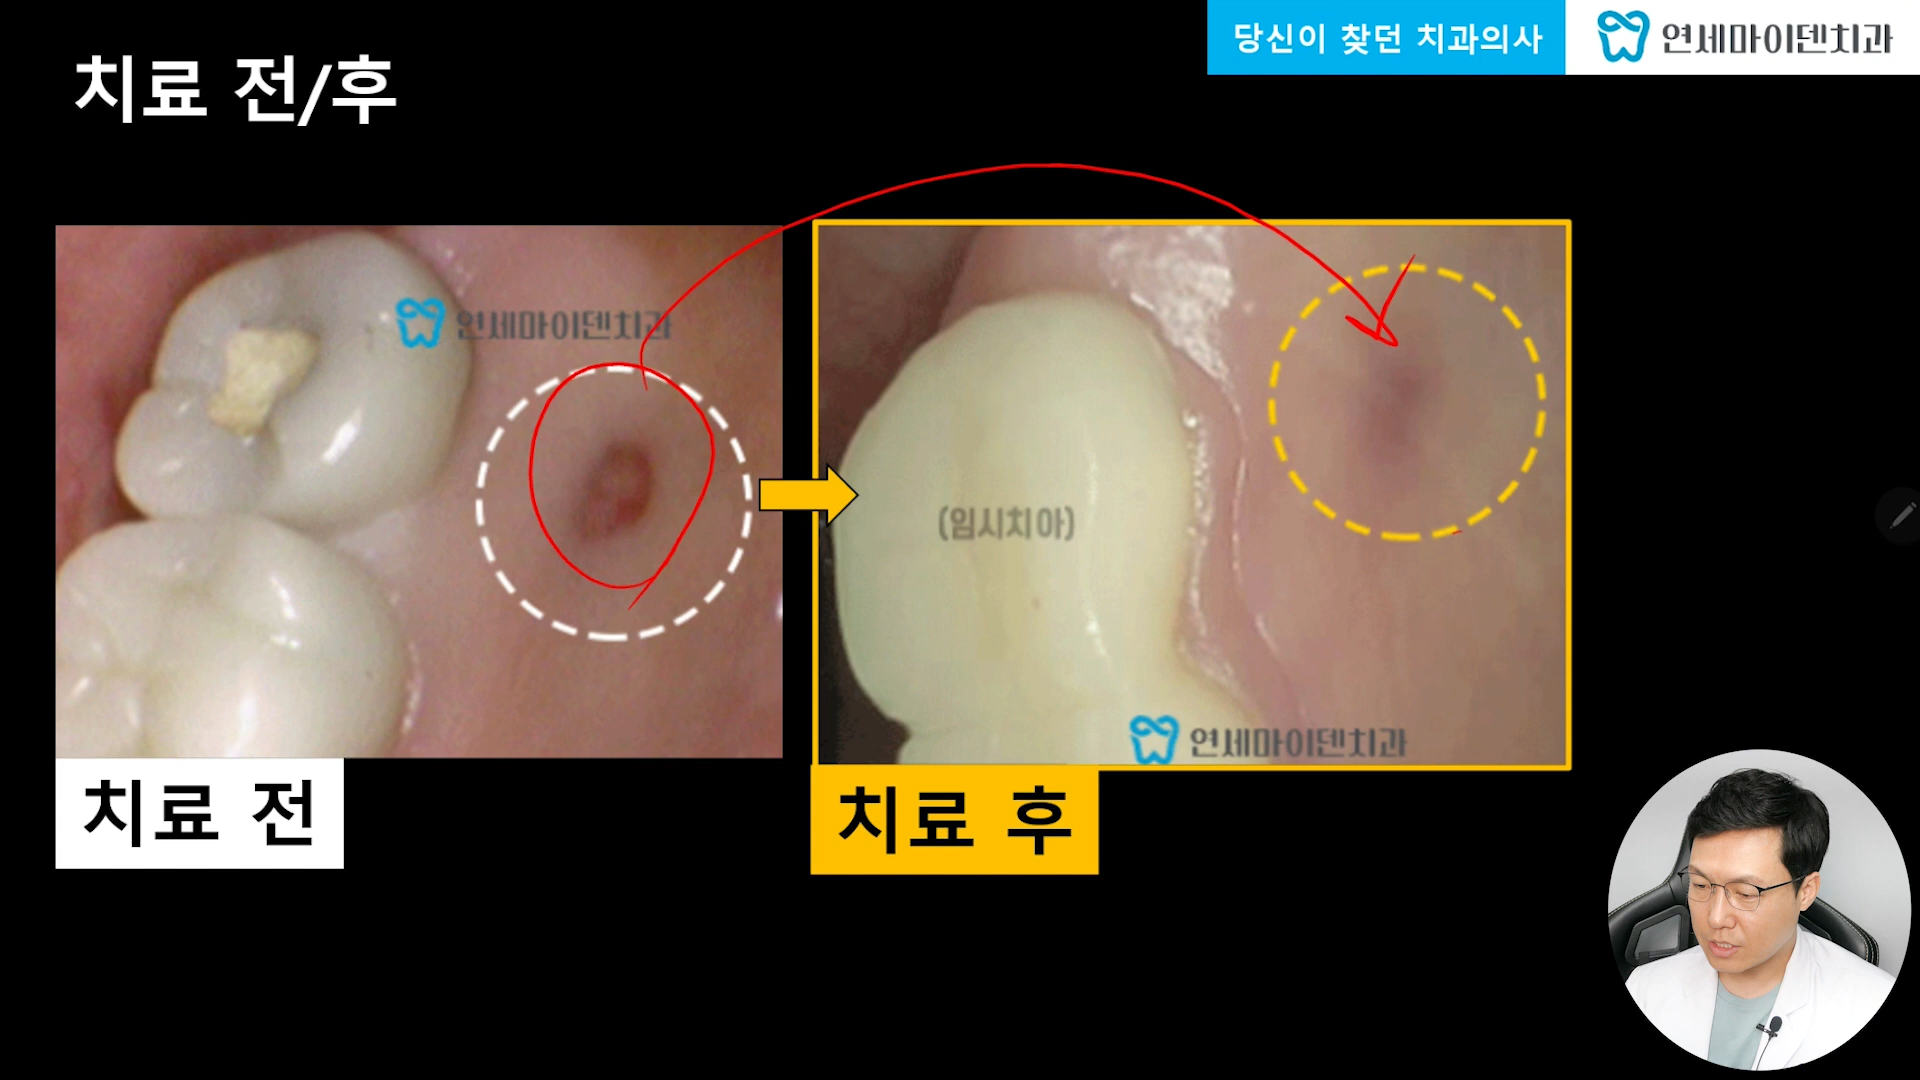 당신이 찾던 치과의사
연세마이덴치과
치료 전/후
연세마이덴치과
(임시치아)
연세마이덴치과
치료 전
치료 후